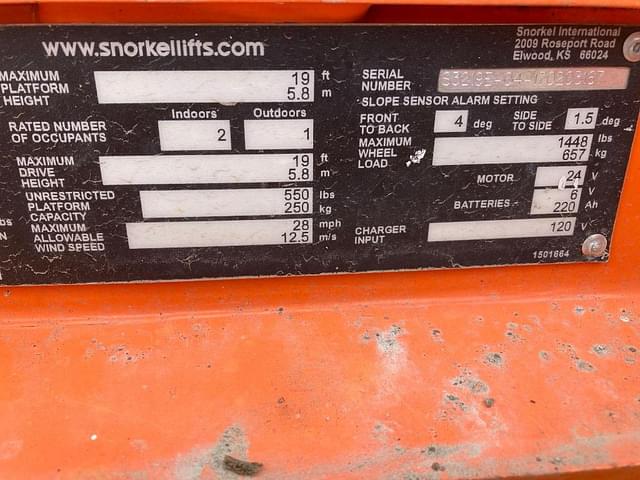 www.snorkellifts.com
Snorkel International
2009 Roseport Road
Elwood, KS 66024
MAXIMUM
PLATFORM
HEIGHT
19 ft
5.8 m
SERIAL
NUMBER
SLOPE SENSOR ALARM SETTING
Indoors Outdoors
RATED NUMBER
OF OCCUPANTS
2 1
FRONT
TO BACK
4 deg
SIDE
TO SIDE
1.5 deg
MAXIMUM
DRIVE
HEIGHT
19 ft
5.8 m
MAXIMUM
WHEEL
LOAD
1448 lbs
657 kg
UNRESTRICTED
PLATFORM
CAPACITY
550 lbs
250 kg
MOTOR 24 V
BATTERIES 6 V
220 Ah
MAXIMUM
ALLOWABLE
WIND SPEED
28 mph
12.5 m/s
CHARGER
INPUT
120 V
1501664